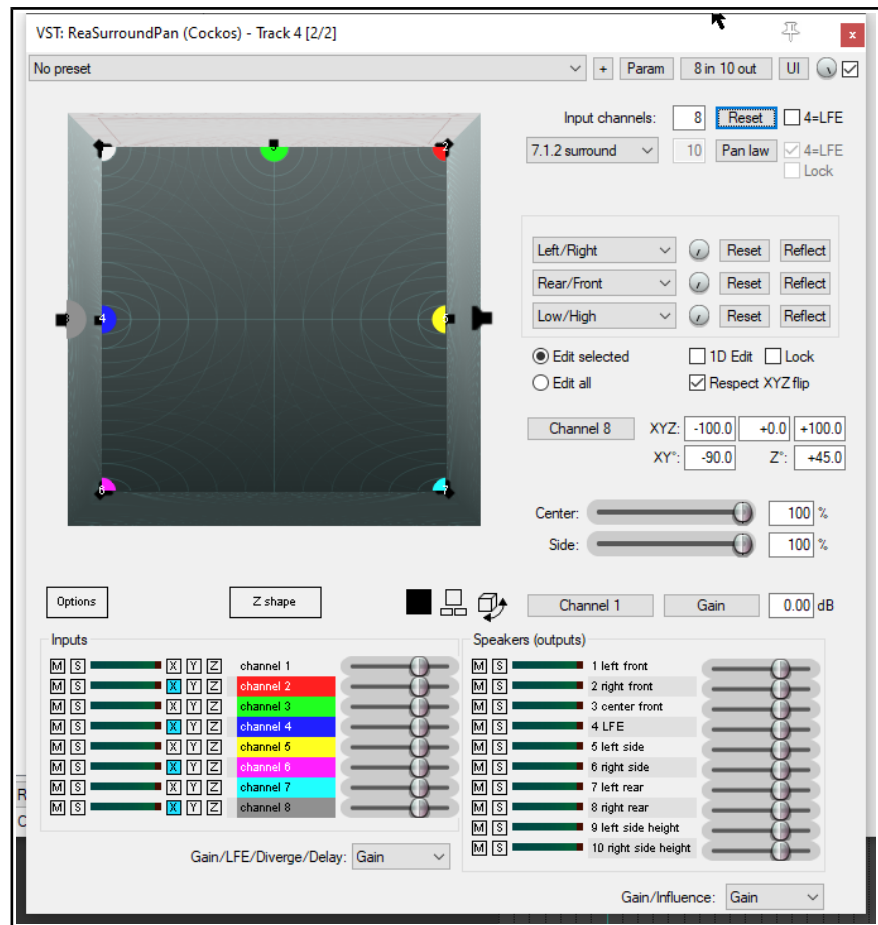 VST: ReaSurroundPan (Cockos) - Track 4 [2/2]
x
No preset + Param 8 in 10 out UI
Input channels: 8 Reset 4=LFE
7.1.2 surround 10 Pan law 4=LFE
Lock
2
Left/Right Reset Reflect
Rear/Front Reset Reflect
Low/High Reset Reflect
4
Edit selected 1D Edit Lock
Edit all Respect XYZ flip
Channel 8 XYZ: -100.0 +0.0 +100.0
XY°: -90.0 Z°: +45.0
6 7
Center: 100 %
Side: 100 %
Options Z shape Channel 1 Gain 0.00 dB
Inputs
M S X Y Z channel 1
M S X Y Z channel 2
M S X Y Z channel 3
M S X Y Z channel 4
M S X Y Z channel 5
M S X Y Z channel 6
M S X Y Z channel 7
M S X Y Z channel 8
Gain/LFE/Diverge/Delay: Gain
Speakers (outputs)
M S 1 left front
M S 2 right front
M S 3 center front
M S 4 LFE
M S 5 left side
M S 6 right side
M S 7 left rear
M S 8 right rear
M S 9 left side height
M S 10 right side height
Gain/Influence: Gain
R
C